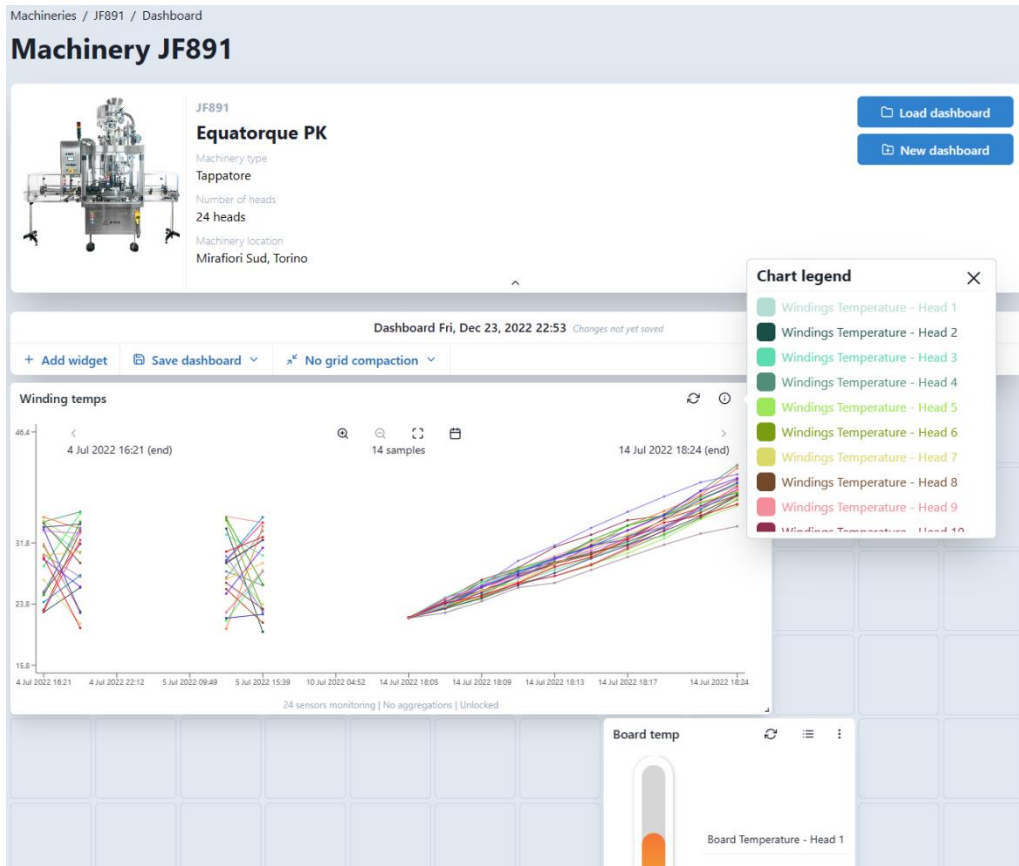 Machineries / JF891 / Dashboard
Machinery JF891
JF891
Equatorque PK
Machinery type
Tappatore
Number of heads
24 heads
Machinery location
Mirafiori Sud, Torino
Load dashboard
New dashboard
Dashboard Fri, Dec 23, 2022 22:53 Changes not yet saved
+ Add widget Save dashboard No grid compaction
Chart legend
Windings Temperature - Head 1
Windings Temperature - Head 2
Windings Temperature - Head 3
Windings Temperature - Head 4
Windings Temperature - Head 5
Windings Temperature - Head 6
Windings Temperature - Head 7
Windings Temperature - Head 8
Windings Temperature - Head 9
Windings Temperature - Head 10
Winding temps
46.4
4 Jul 2022 16:21 (end) 14 samples 14 Jul 2022 18:24 (end)
31.8
23.8
15.8
4 Jul 2022 16:21 4 Jul 2022 22:12 5 Jul 2022 09:49 5 Jul 2022 15:39 10 Jul 2022 04:52 14 Jul 2022 18:05 14 Jul 2022 18:09 14 Jul 2022 18:13 14 Jul 2022 18:17 14 Jul 2022 18:24
24 sensors monitoring | No aggregations | Unlocked
Board temp
Board Temperature - Head 1